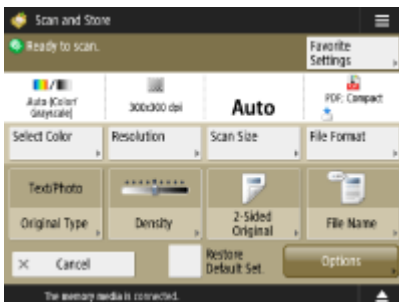 Scan and Store
Ready to scan.
Favorite
Settings
Auto (Color/
Grayscale)
300x300 dpi
Auto
PDF; Compact
Select Color
Resolution
Scan Size
File Format
Text/Photo
Original Type
Density
2-Sided
Original
File Name
× Cancel
Restore
Default Set.
Options
The memory media is connected.